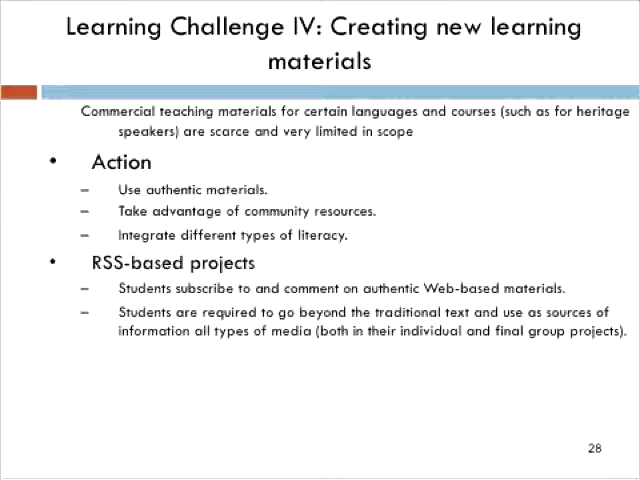 Learning Challenge IV: Creating new learning
materials
Commercial teaching materials for certain languages and courses (such as for heritage
speakers) are scarce and very limited in scope
• Action
– Use authentic materials.
– Take advantage of community resources.
– Integrate different types of literacy.
• RSS-based projects
– Students subscribe to and comment on authentic Web-based materials.
– Students are required to go beyond the traditional text and use as sources of
information all types of media (both in their individual and final group projects).
28